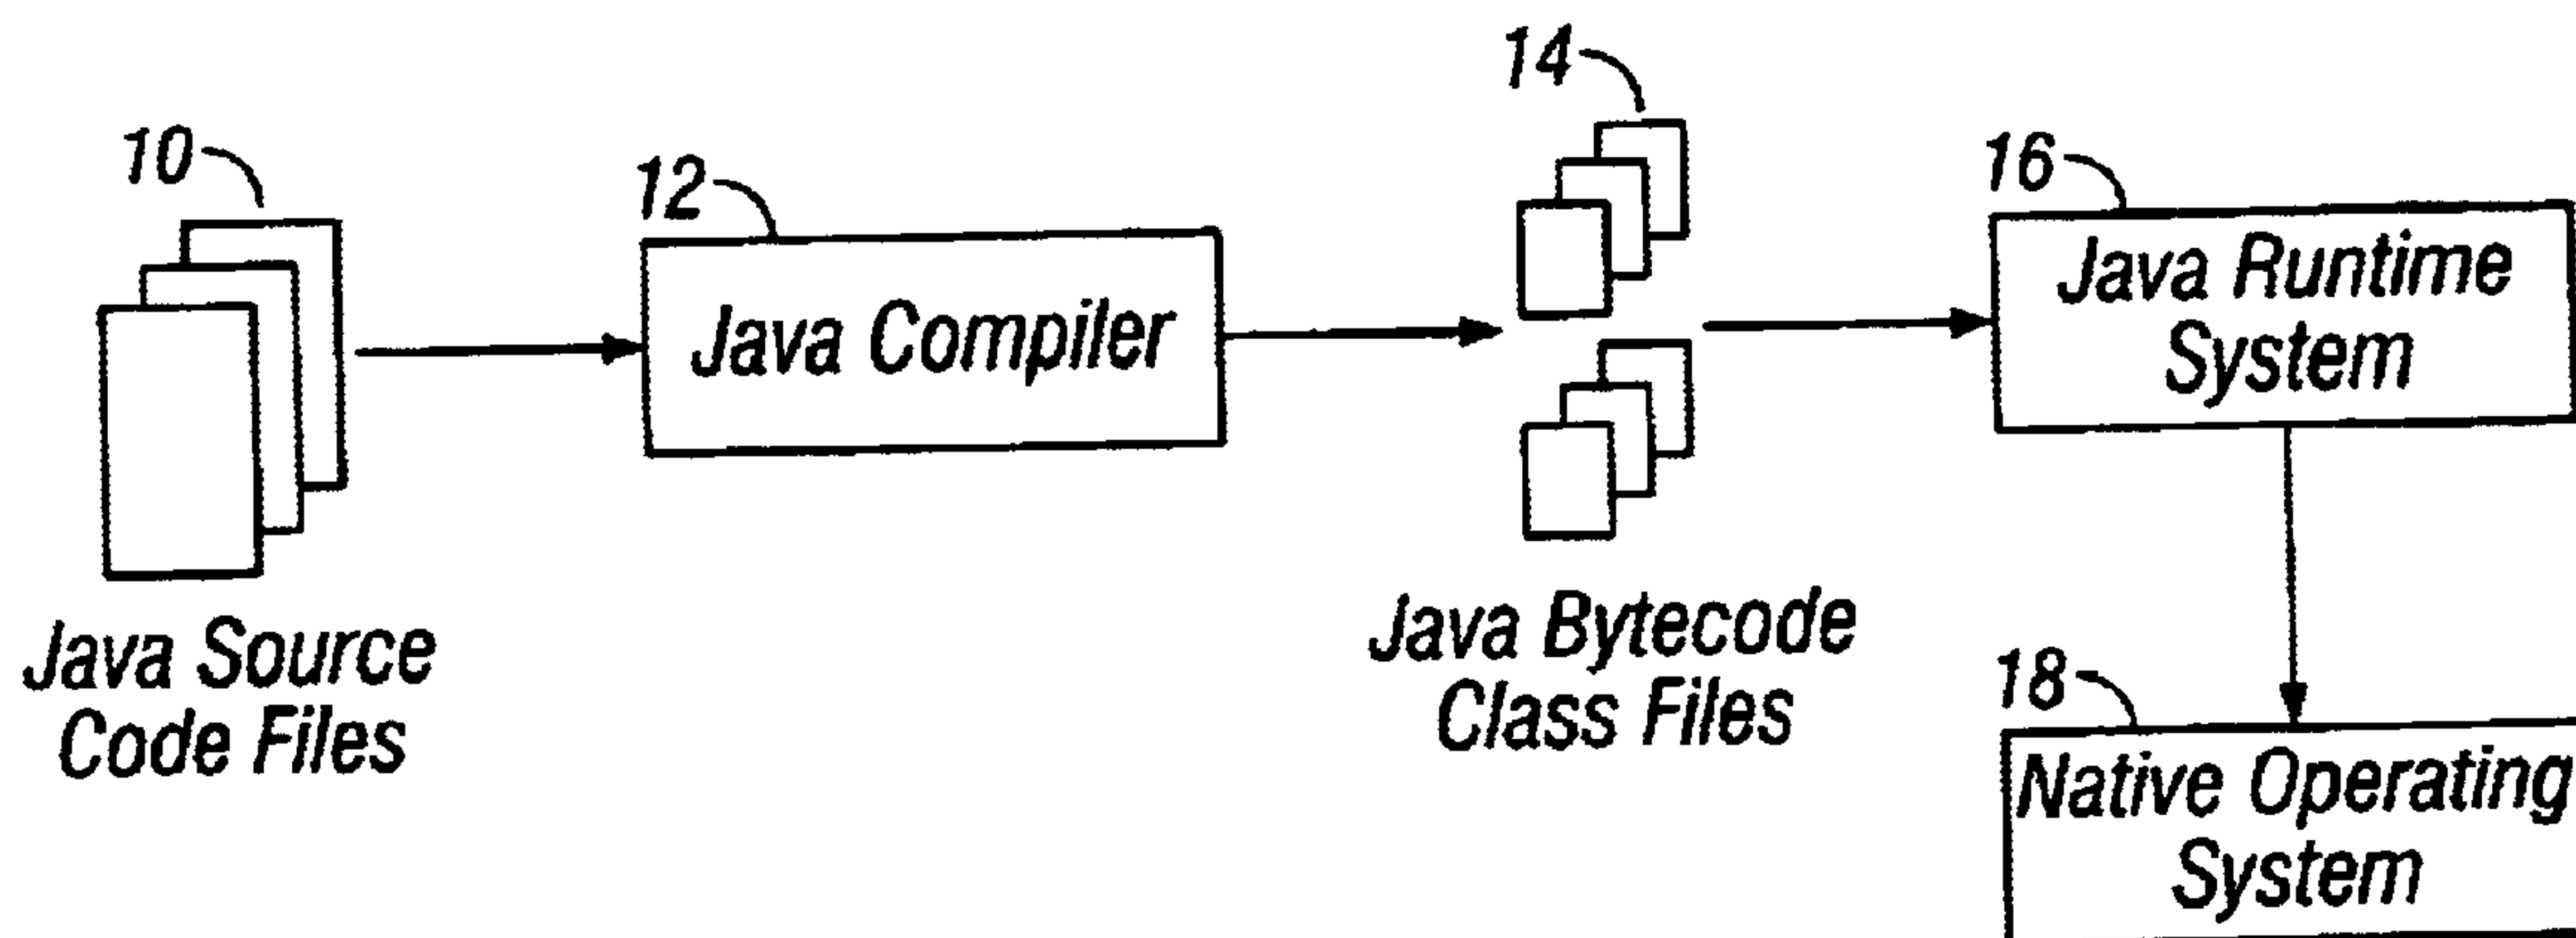 10
Java Source
Code Files
12
Java Compiler
14
Java Bytecode
Class Files
16
Java Runtime
System
18
Native Operating
System